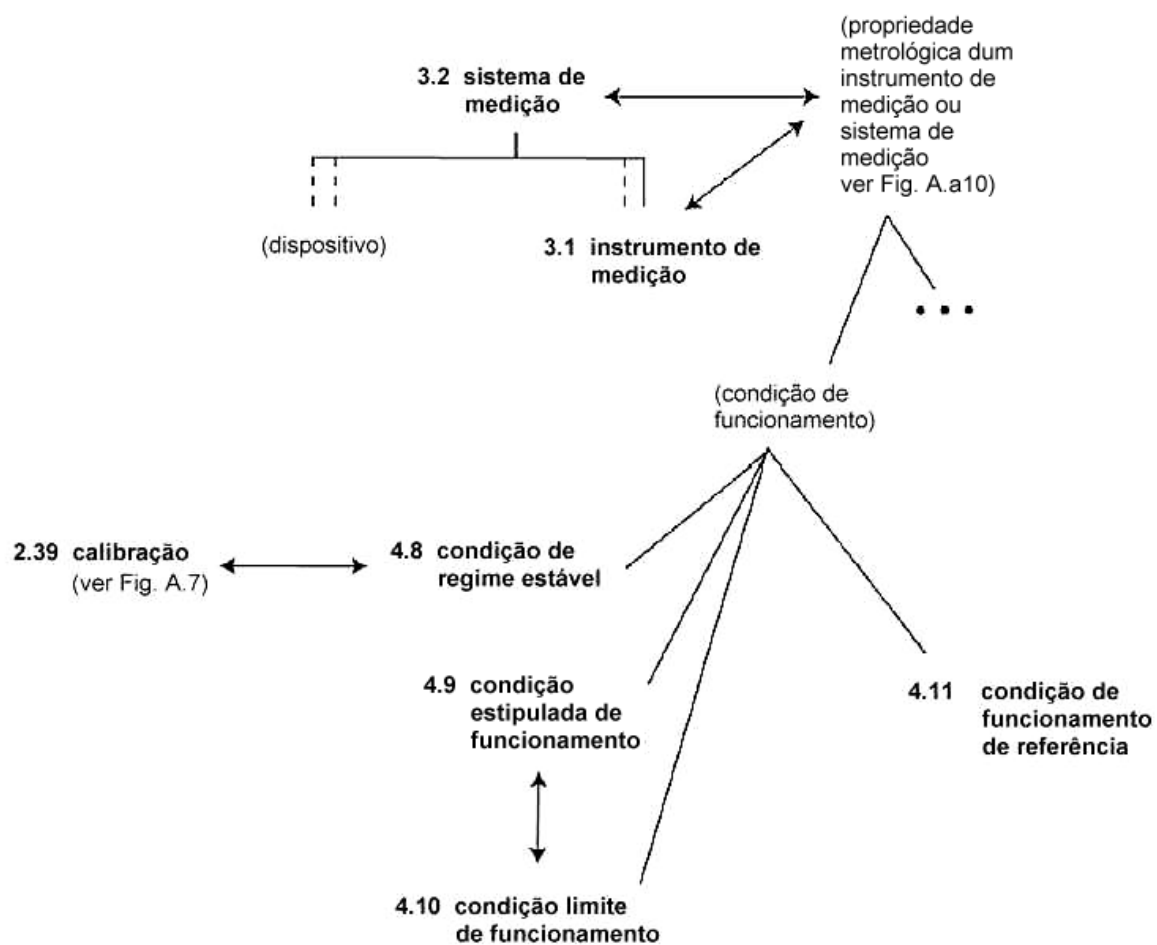 (propriedade
metrológica dum
instrumento de
medição ou
sistema de
medição
ver Fig. A.a10)
3.2 sistema de
medição
(dispositivo)
3.1 instrumento de
medição
• • •
(condição de
funcionamento)
2.39 calibração
(ver Fig. A.7)
4.8 condição de
regime estável
4.9 condição
estipulada de
funcionamento
4.11 condição de
funcionamento
de referência
4.10 condição limite
de funcionamento